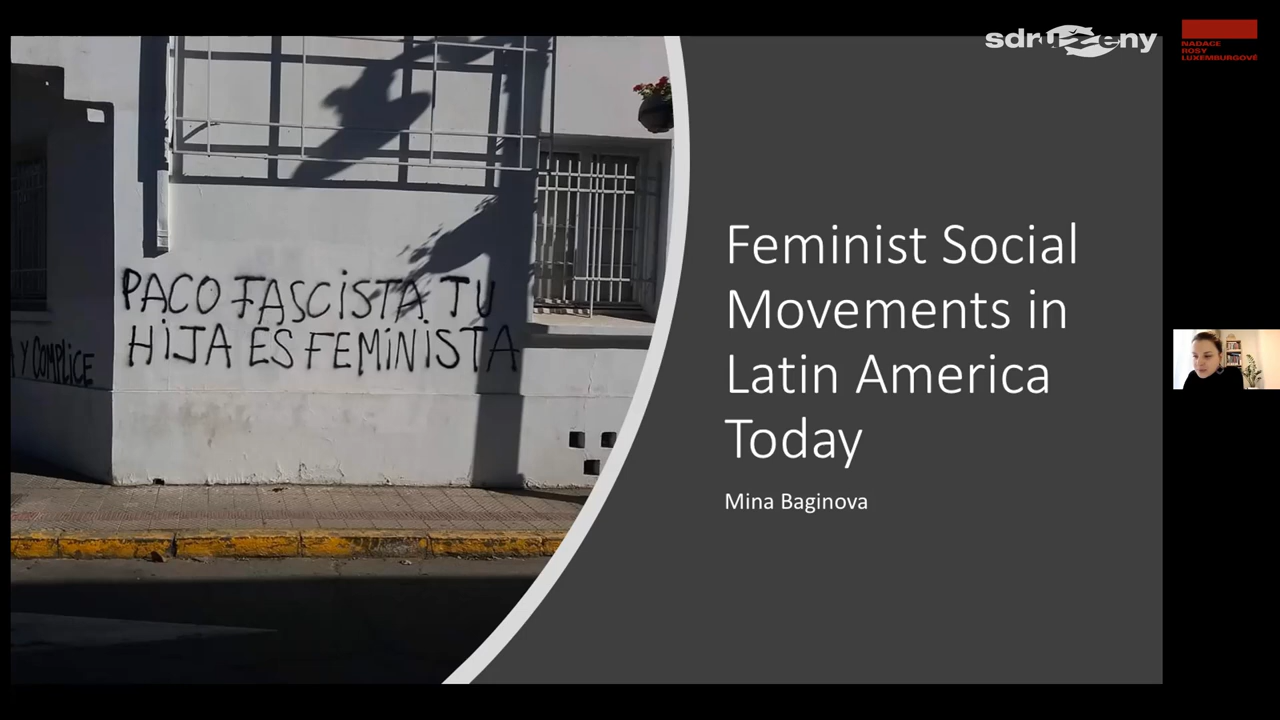 sdružzeny
NADACE
ROSY
LUXEMBURGOVÉ
PACO FASCISTA TU
HIJA ES FEMINISTA
Y COMPLICE
Feminist Social
Movements in
Latin America
Today
Mina Baginova